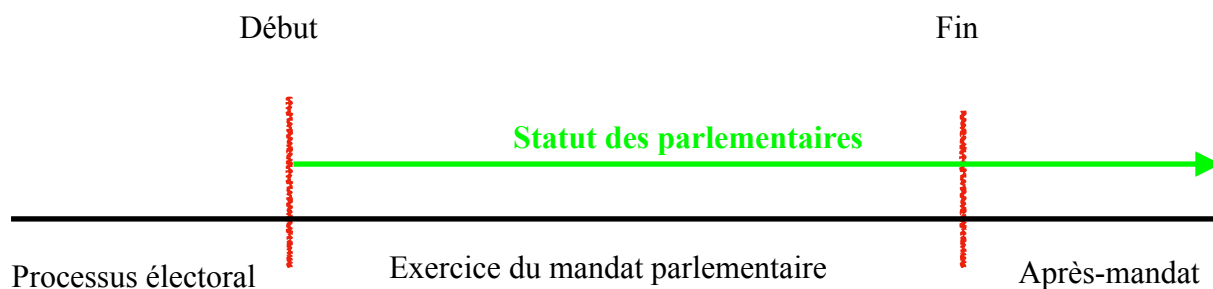 Début
Fin
Statut des parlementaires
Processus électoral
Exercice du mandat parlementaire
Après-mandat